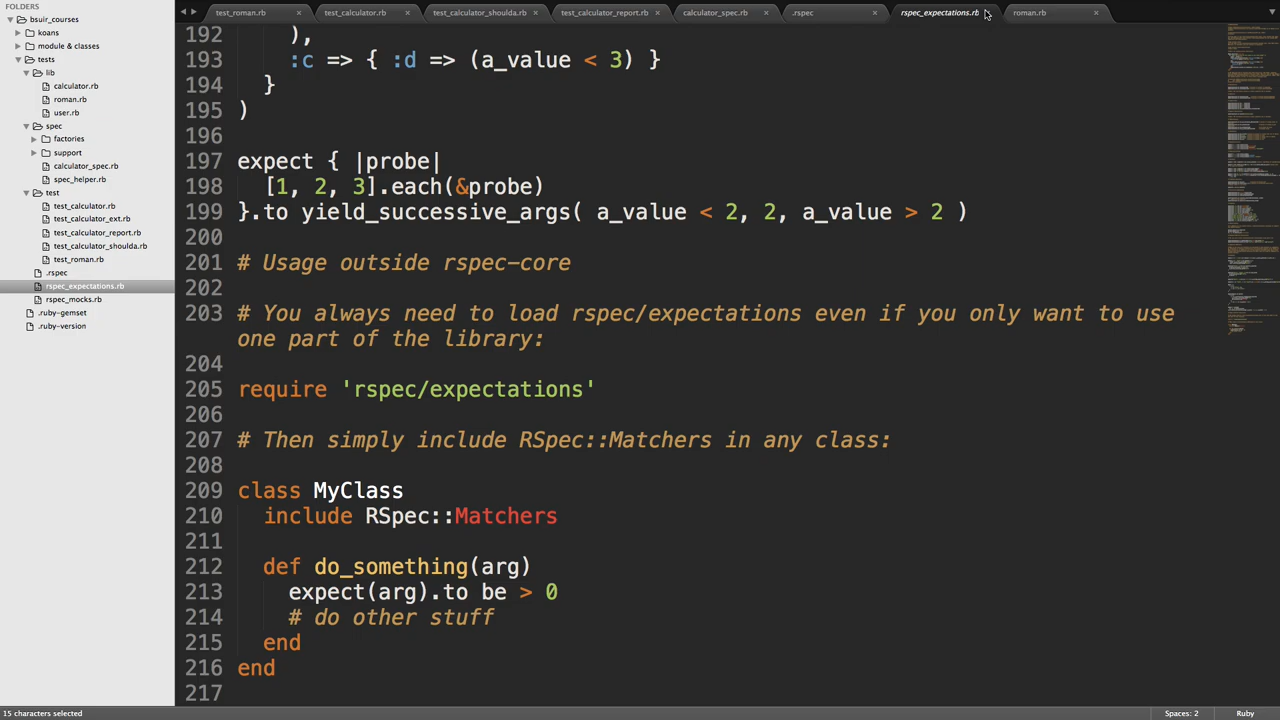 FOLDERS
bsuir_courses
koans
module & classes
tests
lib
calculator.rb
roman.rb
user.rb
spec
factories
support
calculator_spec.rb
spec_helper.rb
test
test_calculator.rb
test_calculator_ext.rb
test_calculator_report.rb
test_calculator_shoulda.rb
test_roman.rb
.rspec
rspec_expectations.rb
rspec_mocks.rb
.ruby-gemset
.ruby-version
test_roman.rb test_calculator.rb test_calculator_shoulda.rb test_calculator_report.rb calculator_spec.rb .rspec rspec_expectations.rb roman.rb
192 ),
193 :c => { :d => (a_value < 3) }
194 }
195 )
196
197 expect { |probe|
198 [1, 2, 3].each(&probe)
199 }.to yield_successive_args( a_value < 2, 2, a_value > 2 )
200
201 # Usage outside rspec-core
202
203 # You always need to load rspec/expectations even if you only want to use
one part of the library:
204
205 require 'rspec/expectations'
206
207 # Then simply include RSpec::Matchers in any class:
208
209 class MyClass
210 include RSpec::Matchers
211
212 def do_something(arg)
213 expect(arg).to be > 0
214 # do other stuff
215 end
216 end
217
15 characters selected Spaces: 2 Ruby